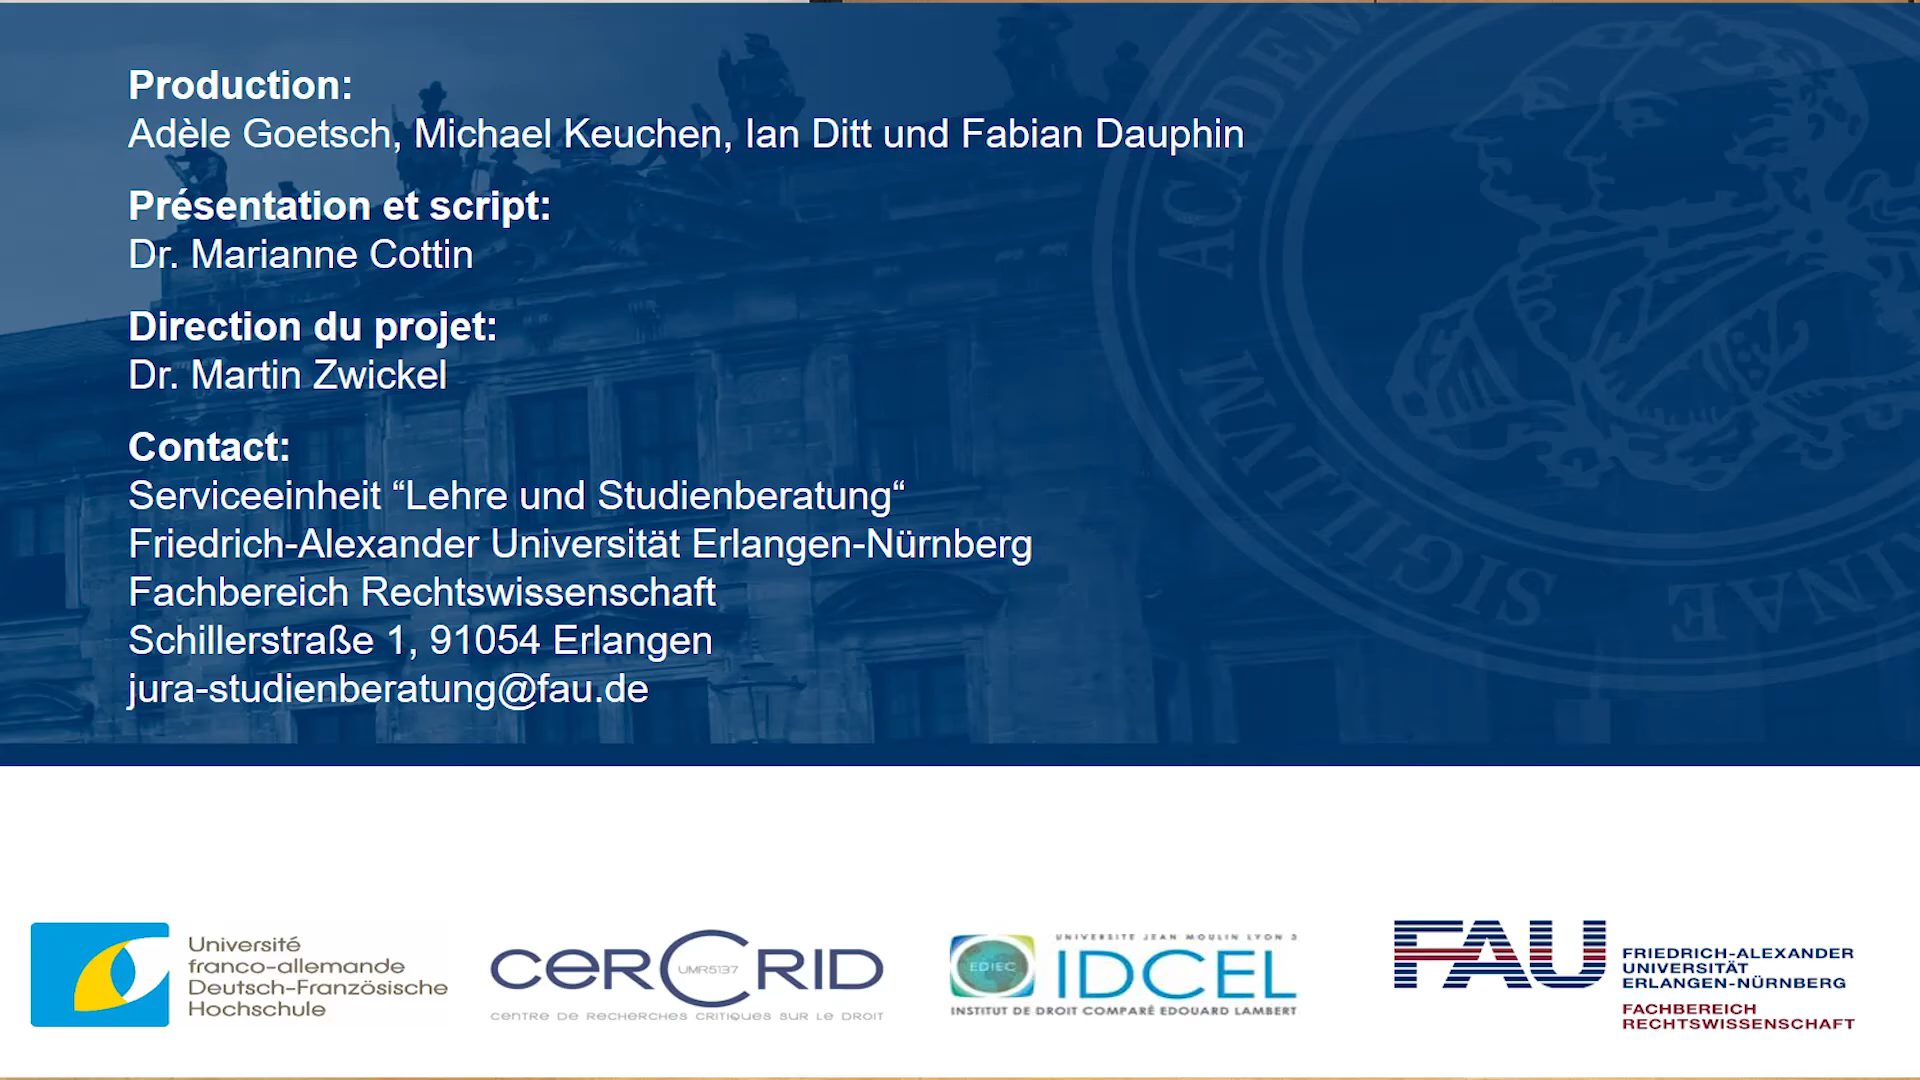 Production:
Adèle Goetsch, Michael Keuchen, Ian Ditt und Fabian Dauphin
Présentation et script:
Dr. Marianne Cottin
Direction du projet:
Dr. Martin Zwickel
Contact:
Serviceeinheit “Lehre und Studienberatung“
Friedrich-Alexander Universität Erlangen-Nürnberg
Fachbereich Rechtswissenschaft
Schillerstraße 1, 91054 Erlangen
jura-studienberatung@fau.de
ACADEM
SIGILLVM
INAE
Université
franco-allemande
Deutsch-Französische
Hochschule
cerCRID
UMR5137
centre de recherches critiques sur le droit
UNIVERSITE JEAN MOULIN LYON 3
EDIEC
IDCEL
INSTITUT DE DROIT COMPARÉ EDOUARD LAMBERT
FAU
FRIEDRICH-ALEXANDER
UNIVERSITÄT
ERLANGEN-NÜRNBERG
FACHBEREICH
RECHTSWISSENSCHAFT